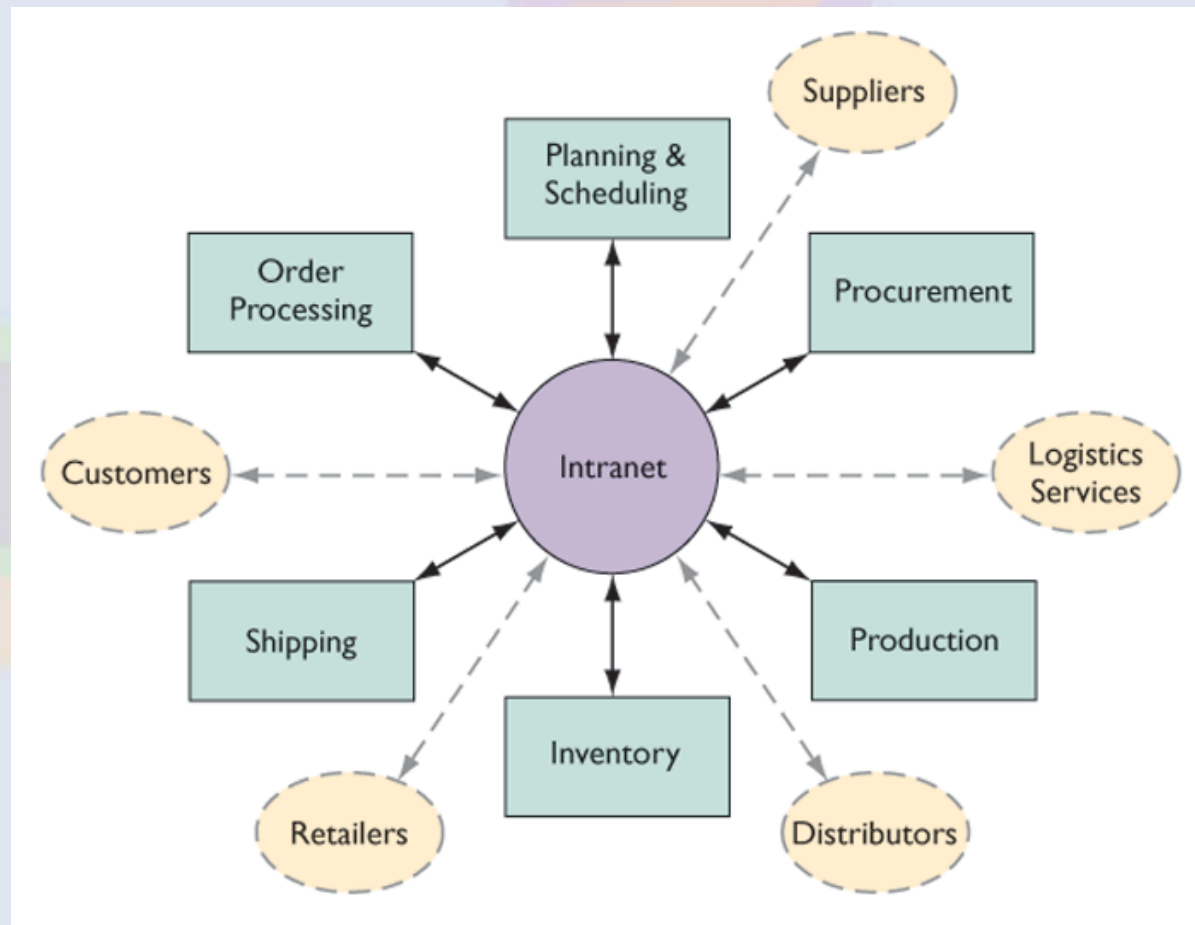 Suppliers
Planning &
Scheduling
Order
Processing
Procurement
Customers
Intranet
Logistics
Services
Shipping
Production
Inventory
Retailers
Distributors